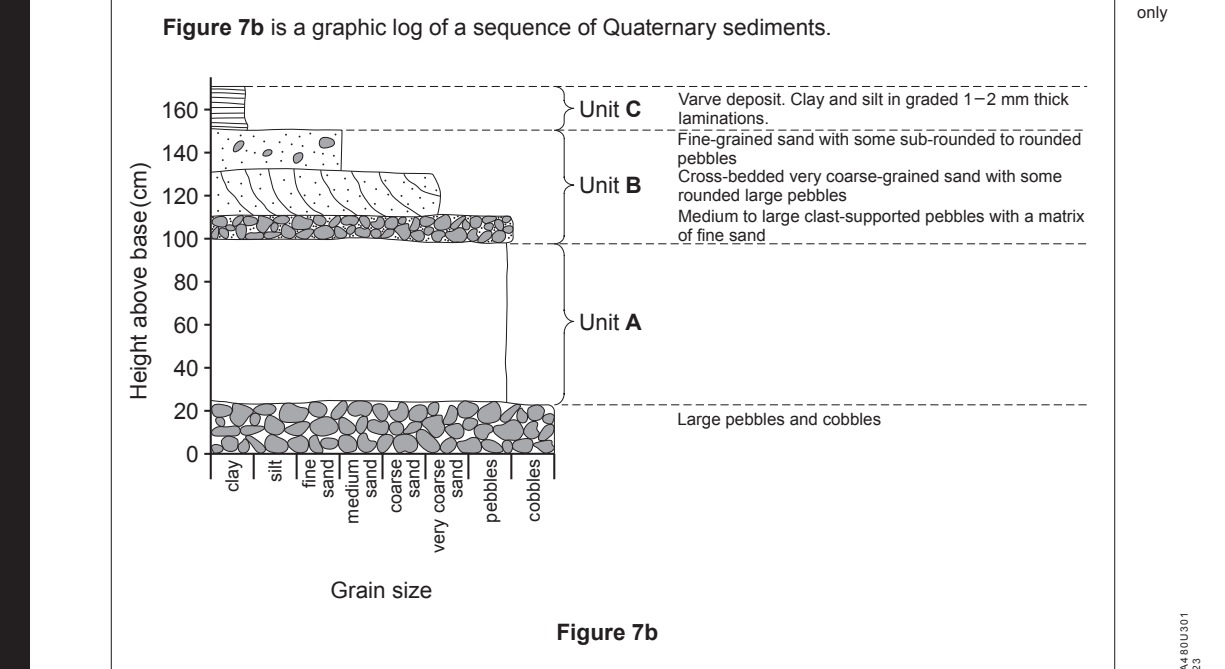 only
Figure 7b is a graphic log of a sequence of Quaternary sediments.
Height above base (cm)
160
140
120
100
80
60
40
20
0
Unit C
Varve deposit. Clay and silt in graded 1–2 mm thick
laminations.
Unit B
Fine-grained sand with some sub-rounded to rounded
pebbles
Cross-bedded very coarse-grained sand with some
rounded large pebbles
Medium to large clast-supported pebbles with a matrix
of fine sand
Unit A
Large pebbles and cobbles
clay
silt
fine
sand
medium
sand
coarse
sand
very coarse
sand
pebbles
cobbles
Grain size
Figure 7b
A480U301
23